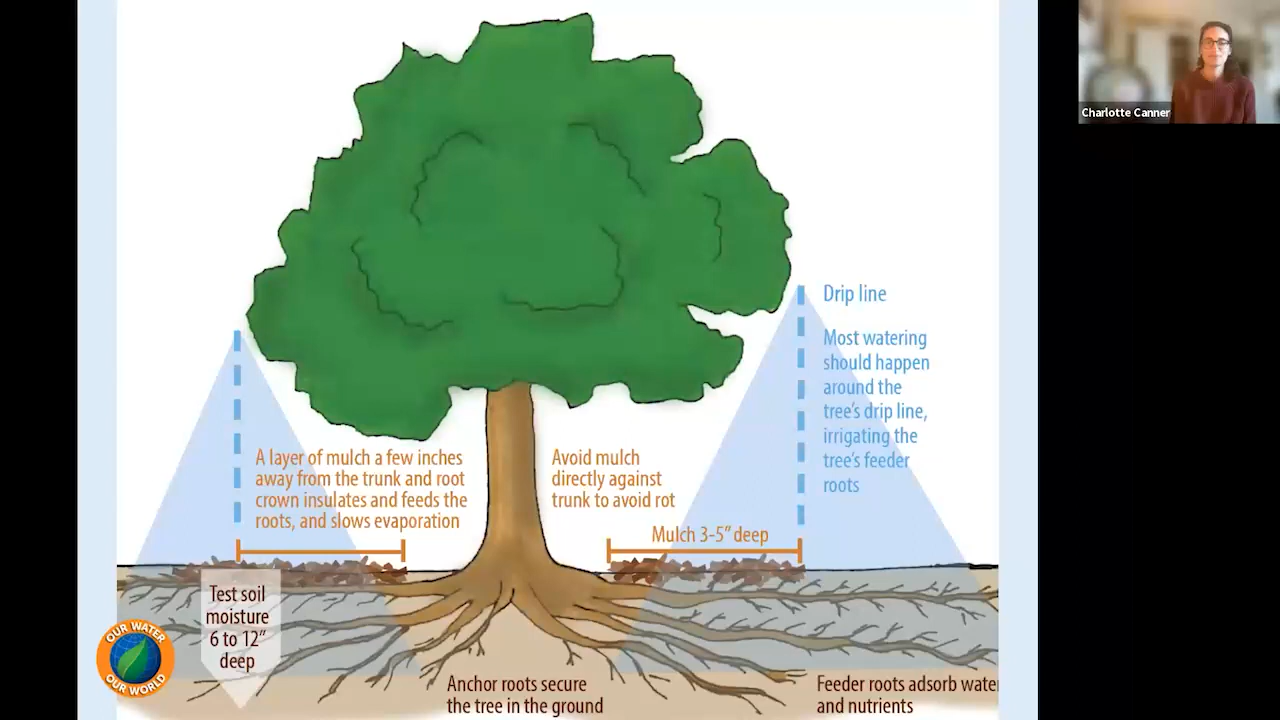 Charlotte Canner
Drip line
Most watering
should happen
around the
tree's drip line,
irrigating the
tree's feeder
roots
A layer of mulch a few inches
away from the trunk and root
crown insulates and feeds the
roots, and slows evaporation
Avoid mulch
directly against
trunk to avoid rot
Mulch 3-5" deep
Test soil
moisture
6 to 12"
deep
OUR WATER
OUR WORLD
Anchor roots secure
the tree in the ground
Feeder roots adsorb water
and nutrients